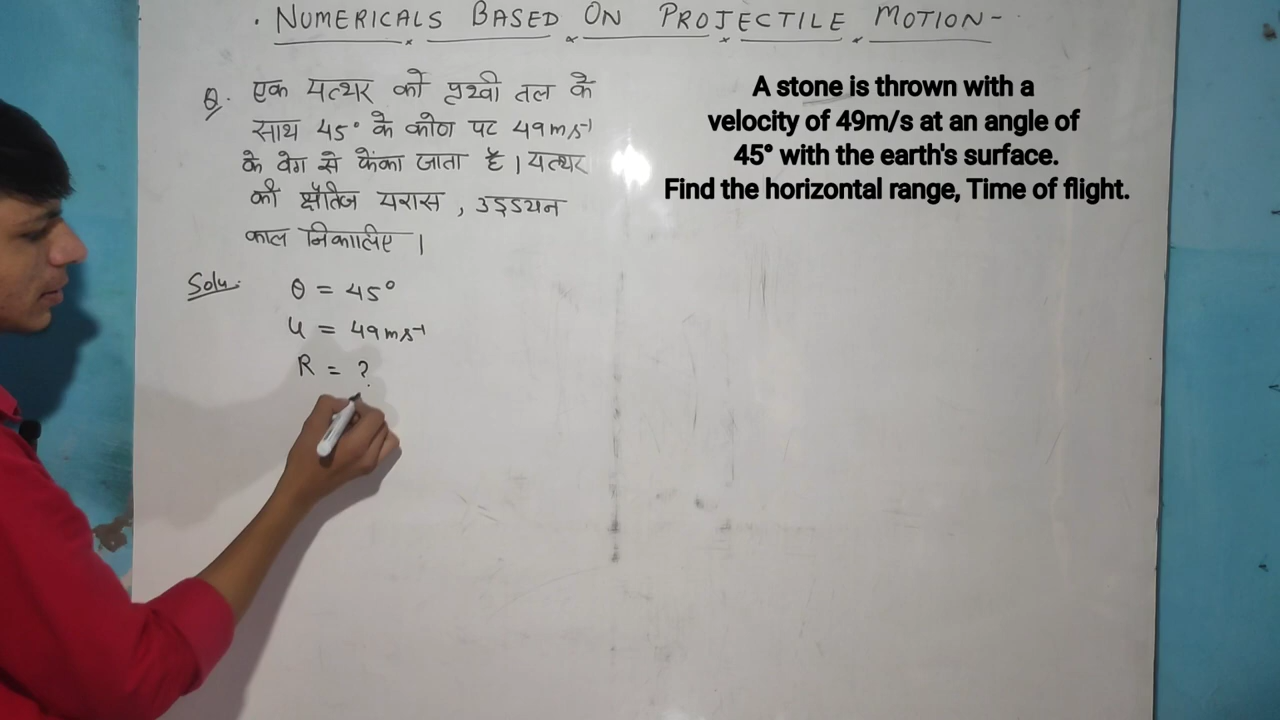 . NUMERICALS BASED ON PROJECTILE MOTION -
Q. एक पत्थर को पृथ्वी तल के
साथ 45° के कोण पर 49ms⁻¹
के वेग से फेंका जाता है। पत्थर
की क्षैतिज परास, उड्डयन
काल निकालिए।
A stone is thrown with a
velocity of 49m/s at an angle of
45° with the earth's surface.
Find the horizontal range, Time of flight.
Solu.
θ = 45°
u = 49ms⁻¹
R = ?